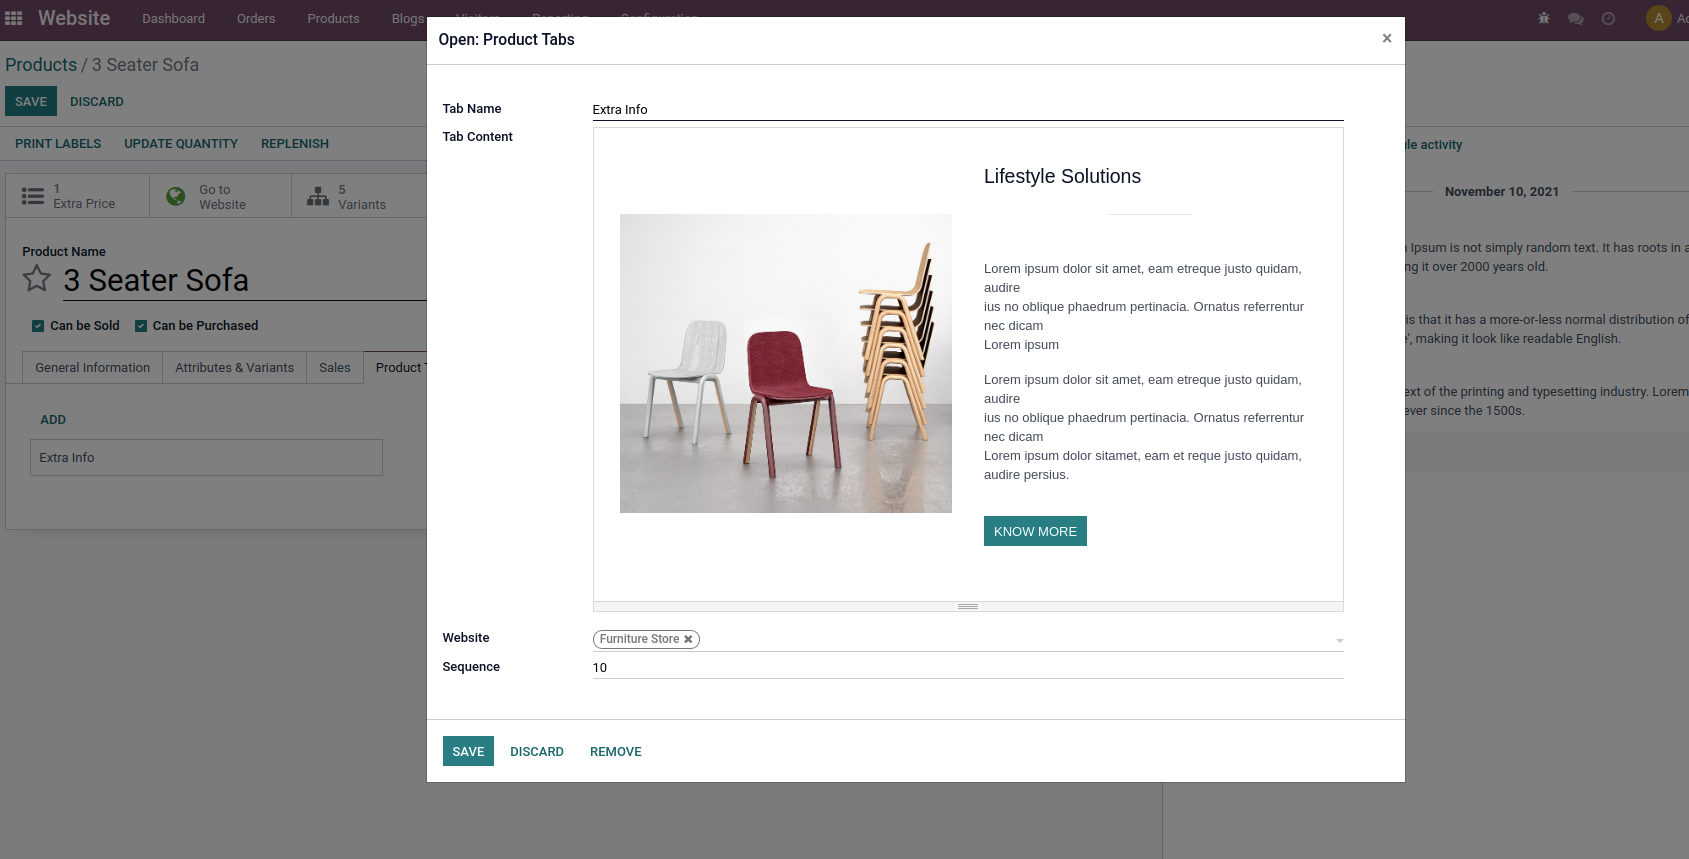 Website
Dashboard Orders Products Blogs Visitors Reporting Configuration
A
Products / 3 Seater Sofa
SAVE DISCARD
PRINT LABELS UPDATE QUANTITY REPLENISH
1
Extra Price
Go to
Website
5
Variants
Product Name
3 Seater Sofa
Can be Sold Can be Purchased
General Information Attributes & Variants Sales Product
ADD
Extra Info
Open: Product Tabs ×
Tab Name Extra Info
Tab Content
Lifestyle Solutions
Lorem ipsum dolor sit amet, eam etreque justo quidam,
audire
ius no oblique phaedrum pertinacia. Ornatus referrentur
nec dicam
Lorem ipsum
Lorem ipsum dolor sit amet, eam etreque justo quidam,
audire
ius no oblique phaedrum pertinacia. Ornatus referrentur
nec dicam
Lorem ipsum dolor sitamet, eam et reque justo quidam,
audire persius.
KNOW MORE
Website Furniture Store
Sequence 10
SAVE DISCARD REMOVE
activity
November 10, 2021
Ipsum is not simply random text. It has roots in a
it over 2000 years old.
is that it has a more-or-less normal distribution of
making it look like readable English.
of the printing and typesetting industry. Lorem
ever since the 1500s.